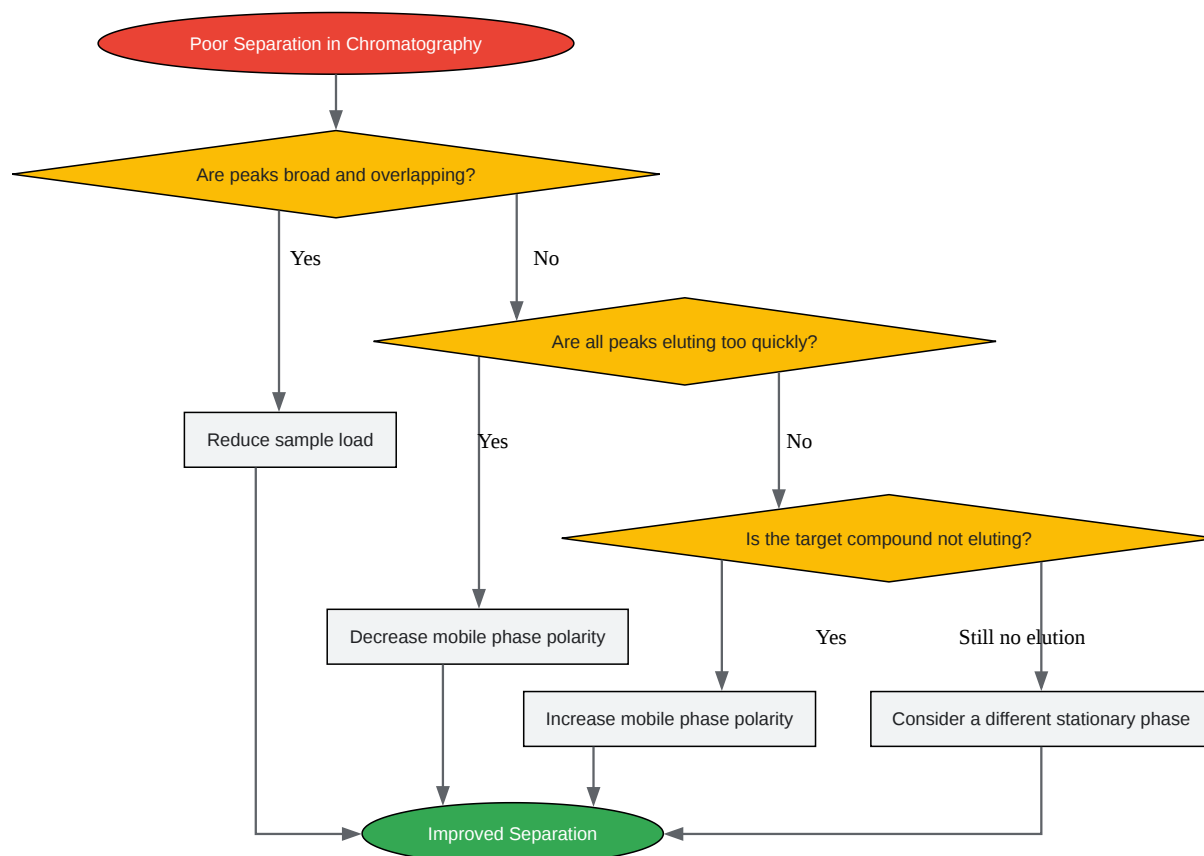 Poor Separation in Chromatography
Are peaks broad and overlapping?
Yes
No
Are all peaks eluting too quickly?
Reduce sample load
Yes
No
Is the target compound not eluting?
Decrease mobile phase polarity
Yes
Still no elution
Increase mobile phase polarity
Consider a different stationary phase
Improved Separation